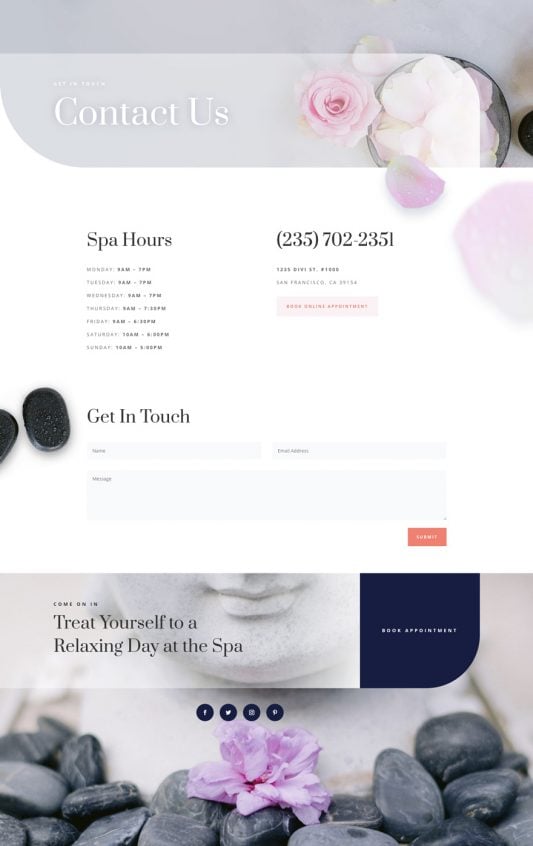 GET IN TOUCH
Contact Us
Spa Hours
MONDAY: 9AM – 7PM
TUESDAY: 9AM – 7PM
WEDNESDAY: 9AM – 7PM
THURSDAY: 9AM – 7:30PM
FRIDAY: 9AM – 6:30PM
SATURDAY: 10AM – 6:00PM
SUNDAY: 10AM – 5:00PM
(235) 702-2351
1235 DIVI ST. #1000
SAN FRANCISCO, CA 39154
BOOK ONLINE APPOINTMENT
Get In Touch
Name
Email Address
Message
SUBMIT
COME ON IN
Treat Yourself to a
Relaxing Day at the Spa
BOOK APPOINTMENT